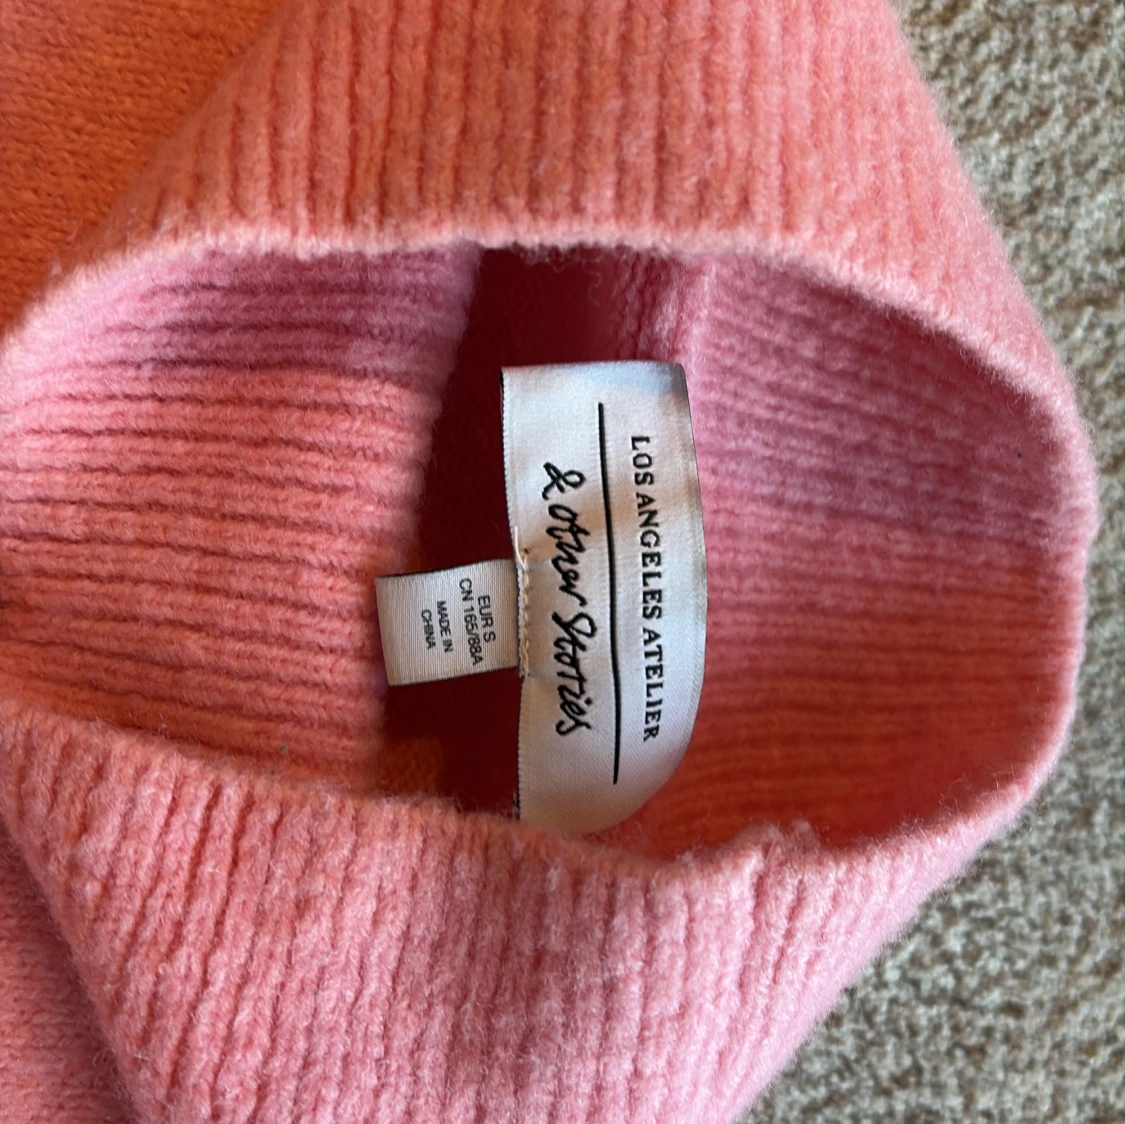 LOS ANGELES ATELIER
& other Stories
EUR S
CN 165/88A
MADE IN
CHINA